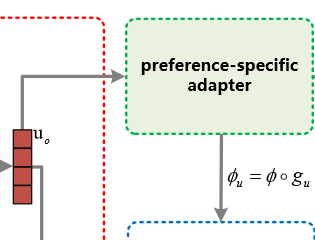 preference-specific
adapter
u_o
ϕ_u = ϕ ∘ g_u